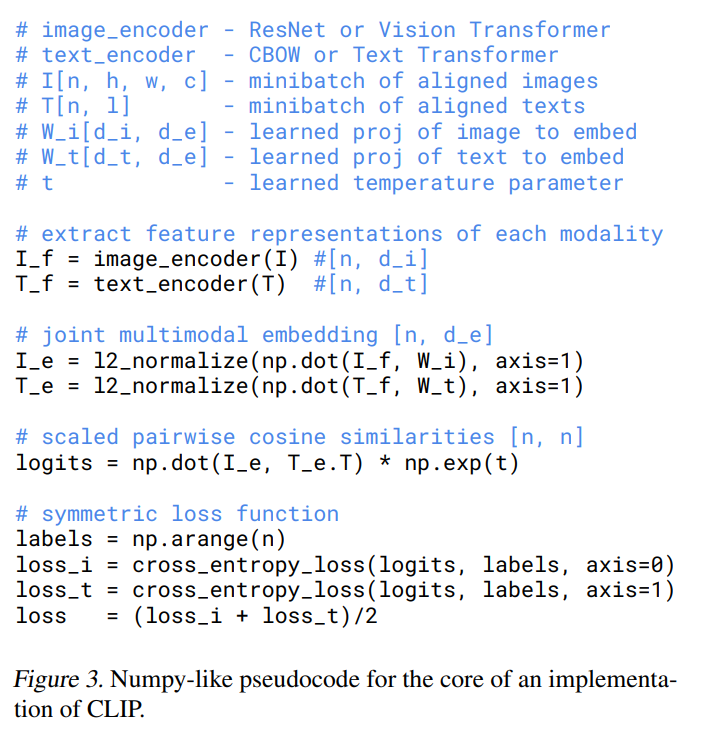 # image_encoder - ResNet or Vision Transformer
# text_encoder  - CBOW or Text Transformer
# I[n, h, w, c] - minibatch of aligned images
# T[n, l]       - minibatch of aligned texts
# W_i[d_i, d_e] - learned proj of image to embed
# W_t[d_t, d_e] - learned proj of text to embed
# t             - learned temperature parameter
# extract feature representations of each modality
I_f = image_encoder(I) #[n, d_i]
T_f = text_encoder(T)  #[n, d_t]
# joint multimodal embedding [n, d_e]
I_e = l2_normalize(np.dot(I_f, W_i), axis=1)
T_e = l2_normalize(np.dot(T_f, W_t), axis=1)
# scaled pairwise cosine similarities [n, n]
logits = np.dot(I_e, T_e.T) * np.exp(t)
# symmetric loss function
labels = np.arange(n)
loss_i = cross_entropy_loss(logits, labels, axis=0)
loss_t = cross_entropy_loss(logits, labels, axis=1)
loss   = (loss_i + loss_t)/2
Figure 3. Numpy-like pseudocode for the core of an implementa-
tion of CLIP.